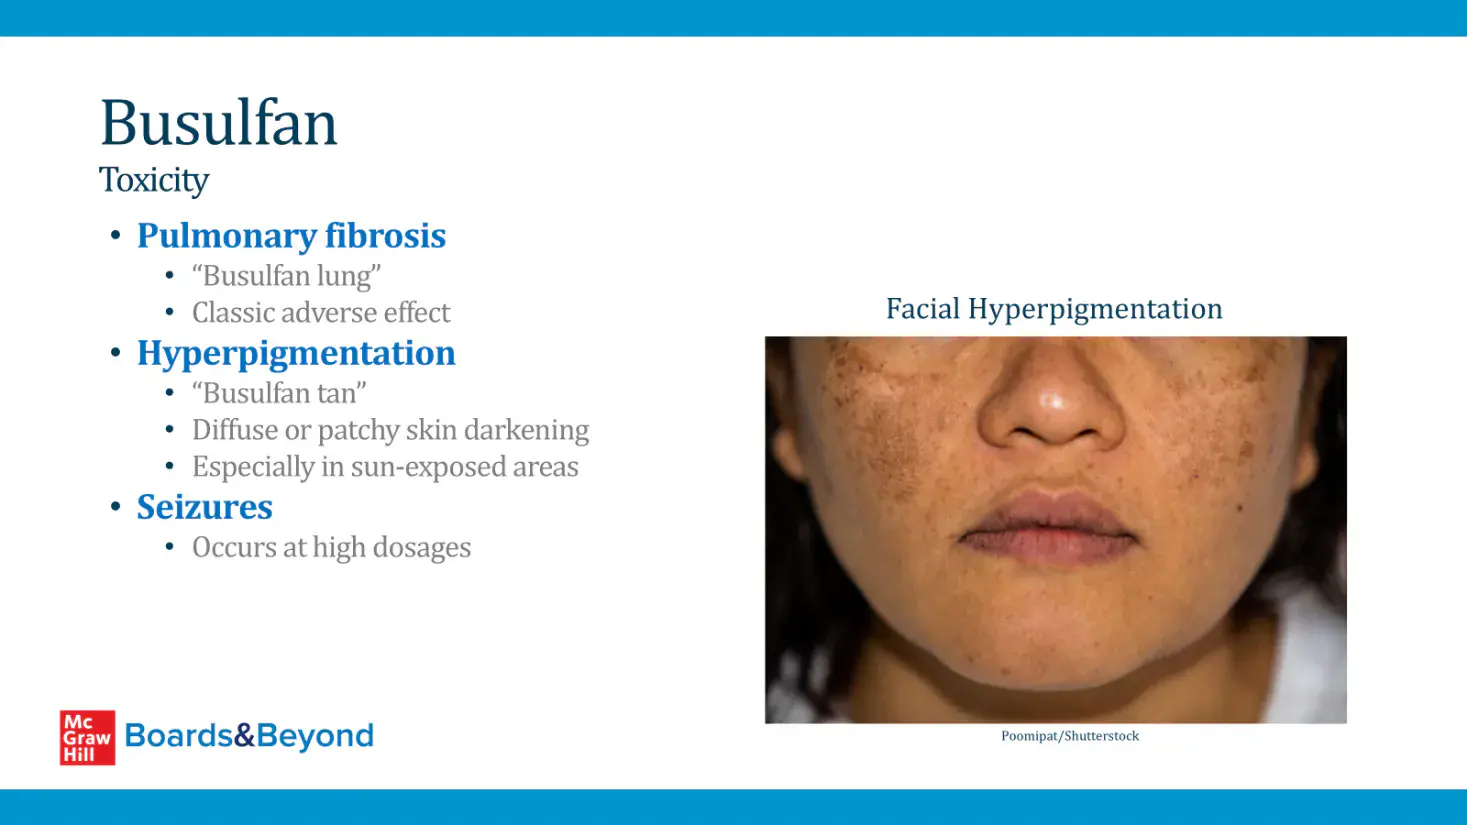 Busulfan
Toxicity
• Pulmonary fibrosis
• “Busulfan lung”
• Classic adverse effect
• Hyperpigmentation
• “Busulfan tan”
• Diffuse or patchy skin darkening
• Especially in sun-exposed areas
• Seizures
• Occurs at high dosages
Facial Hyperpigmentation
Poomipat/Shutterstock
Mc
Graw
Hill
Boards&Beyond